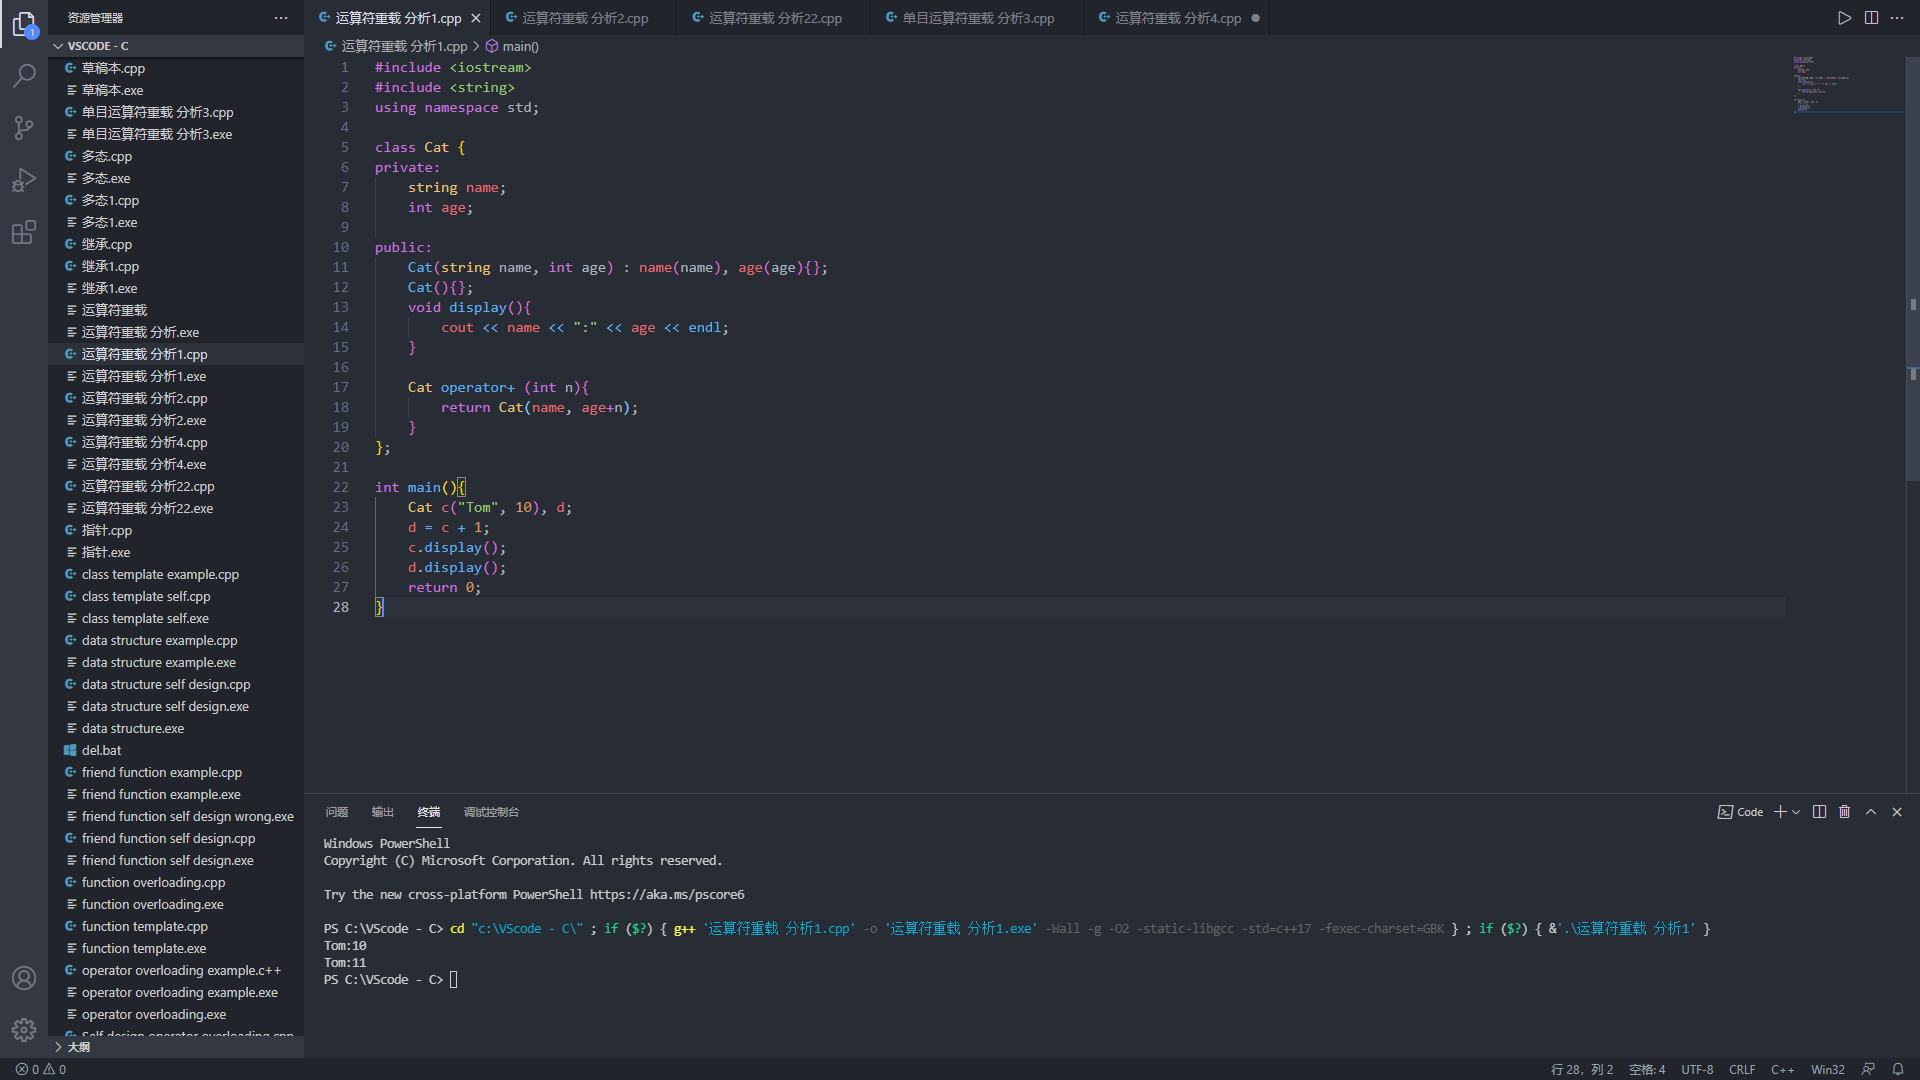 资源管理器
运算符重载 分析1.cpp
运算符重载 分析2.cpp
运算符重载 分析22.cpp
单目运算符重载 分析3.cpp
运算符重载 分析4.cpp
1
VSCODE - C
草稿本.cpp
草稿本.exe
单目运算符重载 分析3.cpp
单目运算符重载 分析3.exe
多态.cpp
多态.exe
多态1.cpp
多态1.exe
继承.cpp
继承1.cpp
继承1.exe
运算符重载
运算符重载 分析.exe
运算符重载 分析1.cpp
运算符重载 分析1.exe
运算符重载 分析2.cpp
运算符重载 分析2.exe
运算符重载 分析4.cpp
运算符重载 分析4.exe
运算符重载 分析22.cpp
运算符重载 分析22.exe
指针.cpp
指针.exe
class template example.cpp
class template self.cpp
class template self.exe
data structure example.cpp
data structure example.exe
data structure self design.cpp
data structure self design.exe
data structure.exe
del.bat
friend function example.cpp
friend function example.exe
friend function self design wrong.exe
friend function self design.cpp
friend function self design.exe
function overloading.cpp
function overloading.exe
function template.cpp
function template.exe
operator overloading example.c++
operator overloading example.exe
operator overloading.exe
Self design operator overloading.cpp
大纲
运算符重载 分析1.cpp > main()
1 #include <iostream>
2 #include <string>
3 using namespace std;
4
5 class Cat {
6 private:
7 string name;
8 int age;
9
10 public:
11 Cat(string name, int age) : name(name), age(age){};
12 Cat(){};
13 void display(){
14 cout << name << ":" << age << endl;
15 }
16
17 Cat operator+ (int n){
18 return Cat(name, age+n);
19 }
20 };
21
22 int main(){
23 Cat c("Tom", 10), d;
24 d = c + 1;
25 c.display();
26 d.display();
27 return 0;
28 }
问题 输出 终端 调试控制台
Code
Windows PowerShell
Copyright (C) Microsoft Corporation. All rights reserved.
Try the new cross-platform PowerShell https://aka.ms/pscore6
PS C:\VScode - C> cd "c:\VScode - C\" ; if ($?) { g++ '运算符重载 分析1.cpp' -o '运算符重载 分析1.exe' -Wall -g -O2 -static-libgcc -std=c++17 -fexec-charset=GBK } ; if ($?) { &'.\运算符重载 分析1' }
Tom:10
Tom:11
PS C:\VScode - C>
0 0
行 28，列 2 空格: 4 UTF-8 CRLF C++ Win32